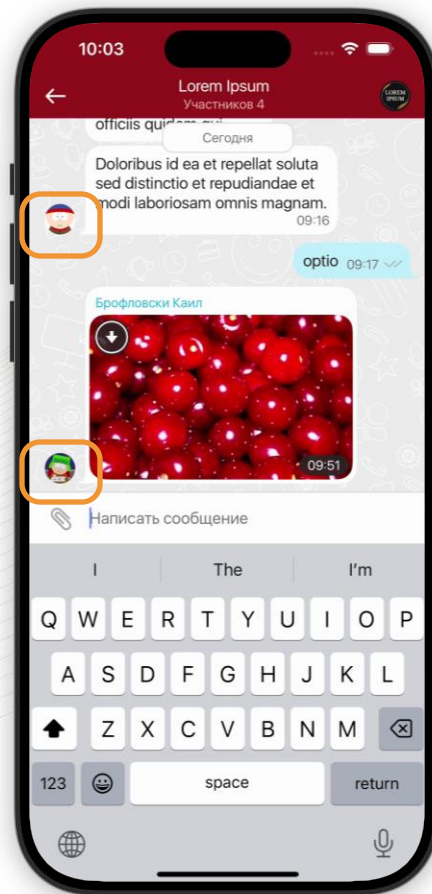 10:03
Lorem Ipsum
Участников 4
LOREM
IPSUM
officiis quidem qui
Сегодня
Doloribus id ea et repellat soluta
sed distinctio et repudiandae et
modi laboriosam omnis magnam.
09:16
optio 09:17
Брофловски Каил
09:51
Написать сообщение
I The I'm
Q W E R T Y U I O P
A S D F G H J K L
Z X C V B N M
123 space return